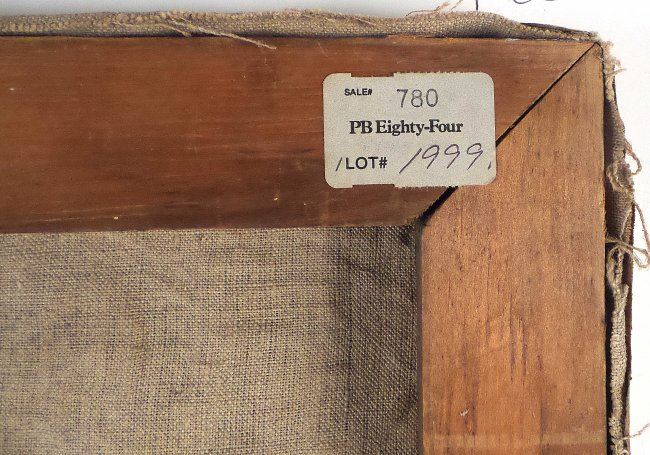 SALE# 780
PB Eighty-Four
LOT# 1999